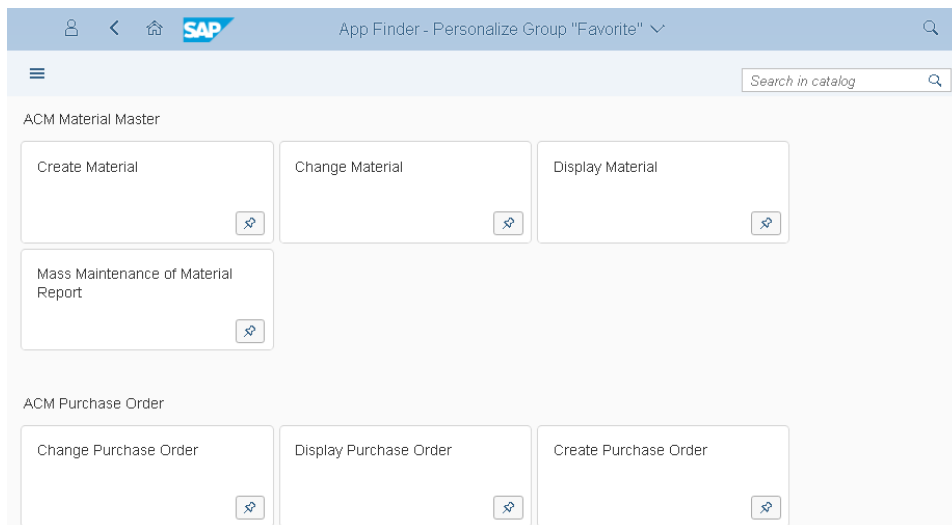 SAP
App Finder - Personalize Group "Favorite"
Search in catalog
ACM Material Master
Create Material
Change Material
Display Material
Mass Maintenance of Material
Report
ACM Purchase Order
Change Purchase Order
Display Purchase Order
Create Purchase Order